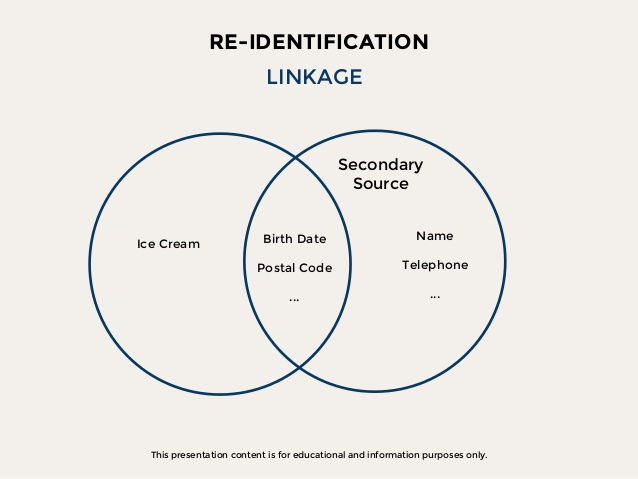 RE-IDENTIFICATION
LINKAGE
Secondary
Source
Ice Cream
Birth Date
Postal Code
...
Name
Telephone
...
This presentation content is for educational and information purposes only.